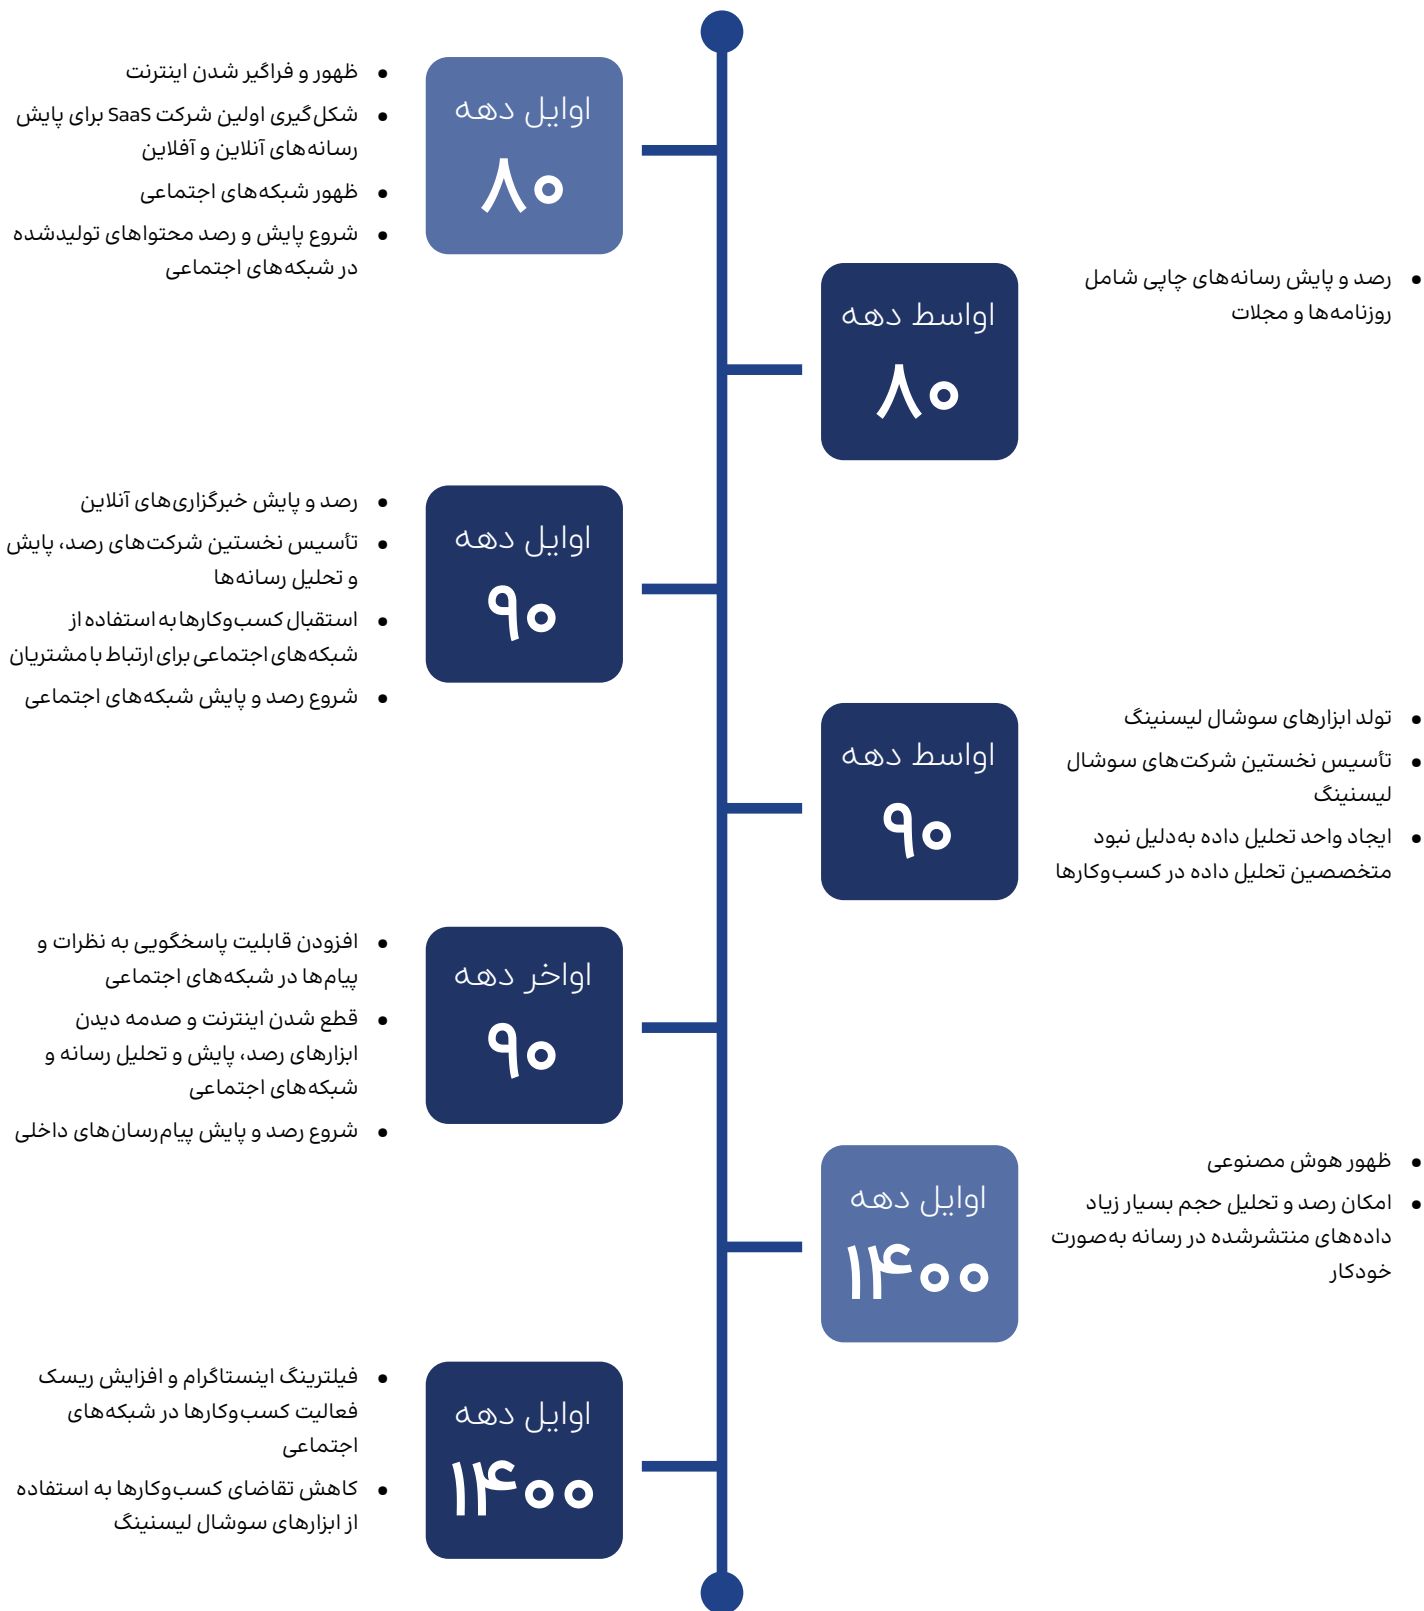 اوایل دهه
۸۰
ظهور و فراگیر شدن اینترنت
شکل‌گیری اولین شرکت SaaS برای پایش
رسانه‌های آنلاین و آفلاین
ظهور شبکه‌های اجتماعی
شروع پایش و رصد محتواهای تولیدشده
در شبکه‌های اجتماعی
اواسط دهه
۸۰
رصد و پایش رسانه‌های چاپی شامل
روزنامه‌ها و مجلات
اوایل دهه
۹۰
رصد و پایش خبرگزاری‌های آنلاین
تأسیس نخستین شرکت‌های رصد، پایش
و تحلیل رسانه‌ها
استقبال کسب‌وکارها به استفاده از
شبکه‌های اجتماعی برای ارتباط با مشتریان
شروع رصد و پایش شبکه‌های اجتماعی
اواسط دهه
۹۰
تولد ابزارهای سوشال لیسنینگ
تأسیس نخستین شرکت‌های سوشال
لیسنینگ
ایجاد واحد تحلیل داده به‌دلیل نبود
متخصصین تحلیل داده در کسب‌وکارها
اواخر دهه
۹۰
افزودن قابلیت پاسخگویی به نظرات و
پیام‌ها در شبکه‌های اجتماعی
قطع شدن اینترنت و صدمه دیدن
ابزارهای رصد، پایش و تحلیل رسانه و
شبکه‌های اجتماعی
شروع رصد و پایش پیام‌رسان‌های داخلی
اوایل دهه
۱۴۰۰
ظهور هوش مصنوعی
امکان رصد و تحلیل حجم بسیار زیاد
داده‌های منتشرشده در رسانه به‌صورت
خودکار
اوایل دهه
۱۴۰۰
فیلترینگ اینستاگرام و افزایش ریسک
فعالیت کسب‌وکارها در شبکه‌های
اجتماعی
کاهش تقاضای کسب‌وکارها به استفاده
از ابزارهای سوشال لیسنینگ